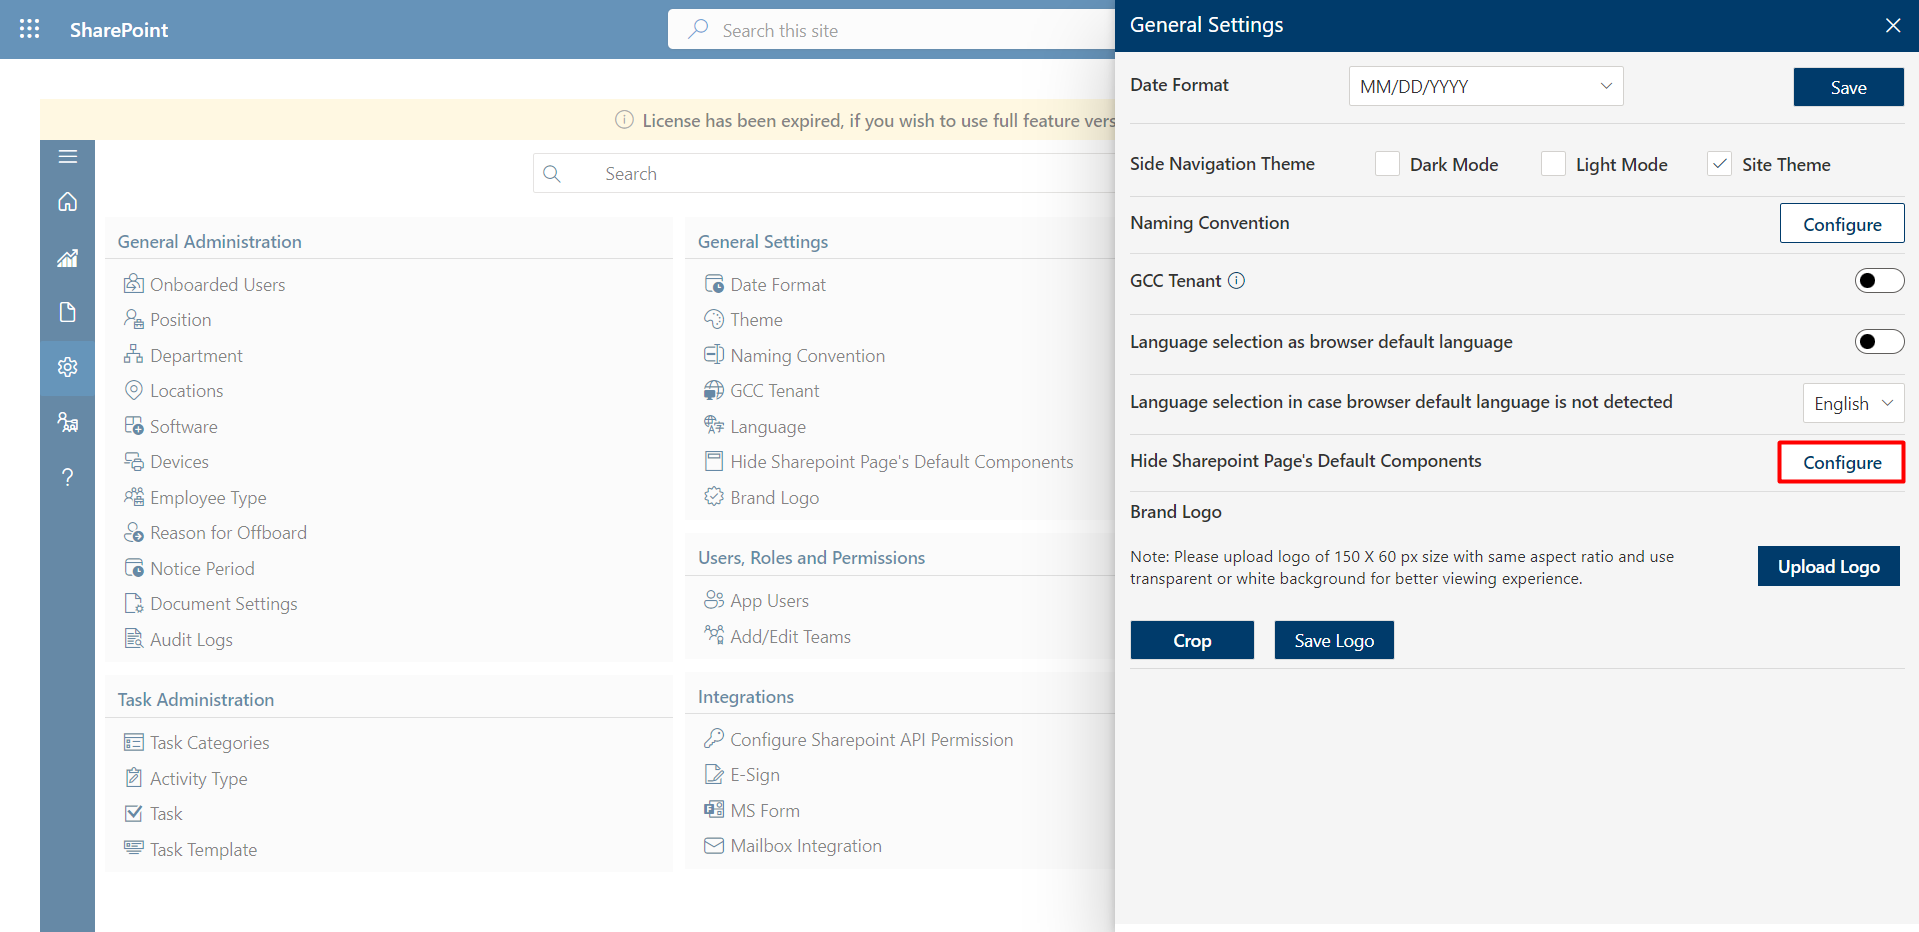 SharePoint
Search this site
License has been expired, if you wish to use full feature vers
Search
General Administration
Onboarded Users
Position
Department
Locations
Software
Devices
Employee Type
Reason for Offboard
Notice Period
Document Settings
Audit Logs
Task Administration
Task Categories
Activity Type
Task
Task Template
General Settings
Date Format
Theme
Naming Convention
GCC Tenant
Language
Hide Sharepoint Page's Default Components
Brand Logo
Users, Roles and Permissions
App Users
Add/Edit Teams
Integrations
Configure Sharepoint API Permission
E-Sign
MS Form
Mailbox Integration
General Settings
Date Format MM/DD/YYYY Save
Side Navigation Theme Dark Mode Light Mode Site Theme
Naming Convention Configure
GCC Tenant
Language selection as browser default language
Language selection in case browser default language is not detected English
Hide Sharepoint Page's Default Components Configure
Brand Logo
Note: Please upload logo of 150 X 60 px size with same aspect ratio and use
transparent or white background for better viewing experience.
Upload Logo
Crop Save Logo